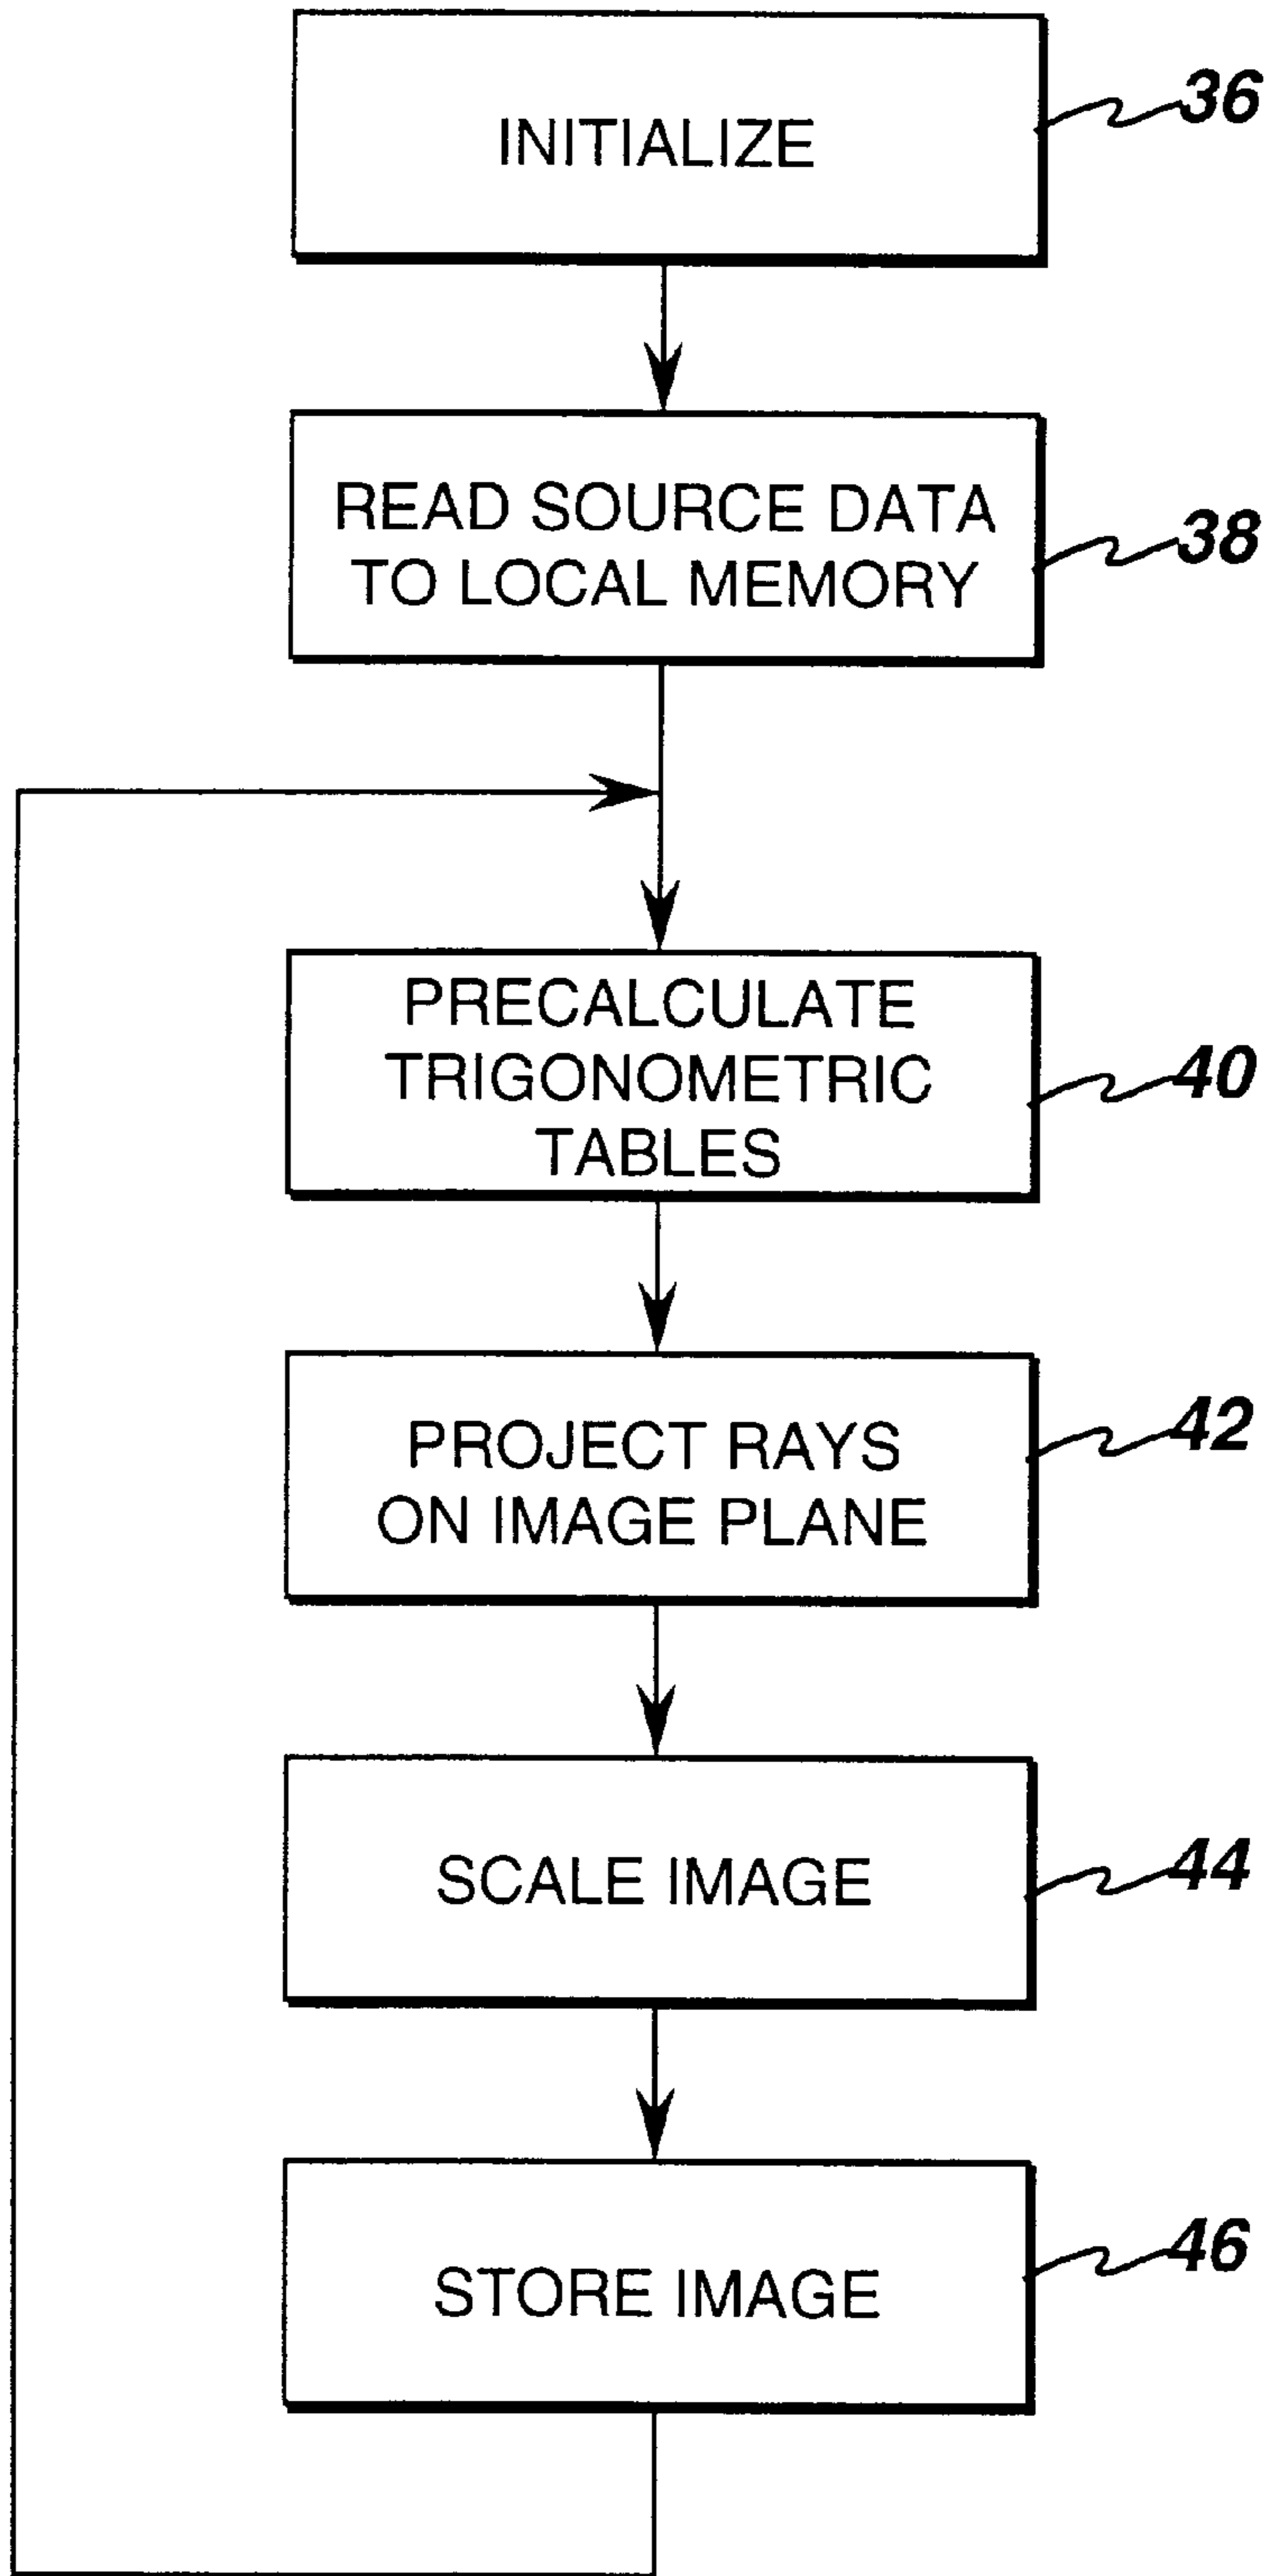 INITIALIZE
36
READ SOURCE DATA
TO LOCAL MEMORY
38
PRECALCULATE
TRIGONOMETRIC
TABLES
40
PROJECT RAYS
ON IMAGE PLANE
42
SCALE IMAGE
44
STORE IMAGE
46